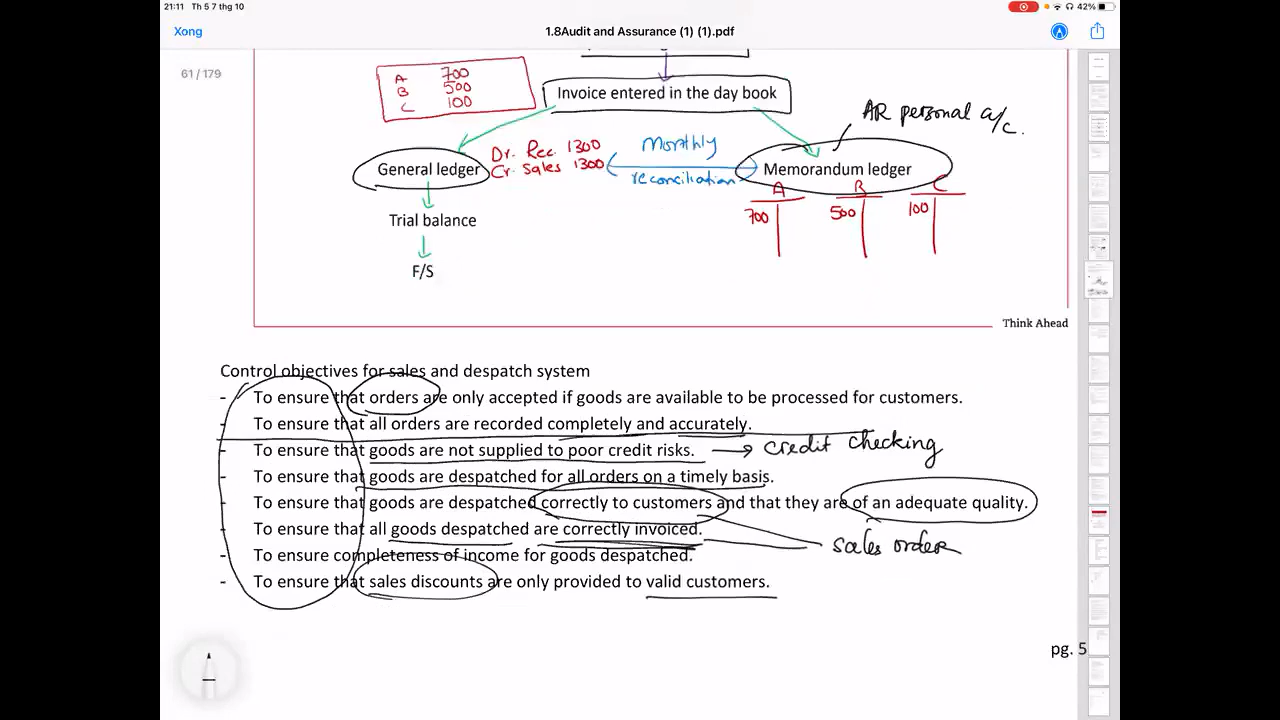 21:11 Th 5 7 thg 10
42%
Xong
1.8Audit and Assurance (1) (1).pdf
61 / 179
A 700
B 500
C 100
Invoice entered in the day book
AR personal a/c.
General ledger
Dr. Rec. 1300
Cr. Sales 1300
Monthly
reconciliation
Memorandum ledger
A B C
700 500 100
Trial balance
F/S
Think Ahead
Control objectives for sales and despatch system
- To ensure that orders are only accepted if goods are available to be processed for customers.
- To ensure that all orders are recorded completely and accurately.
- To ensure that goods are not supplied to poor credit risks. → credit checking
- To ensure that goods are despatched for all orders on a timely basis.
- To ensure that goods are despatched correctly to customers and that they are of an adequate quality.
- To ensure that all goods despatched are correctly invoiced.
sales order
- To ensure completeness of income for goods despatched.
- To ensure that sales discounts are only provided to valid customers.
pg. 5